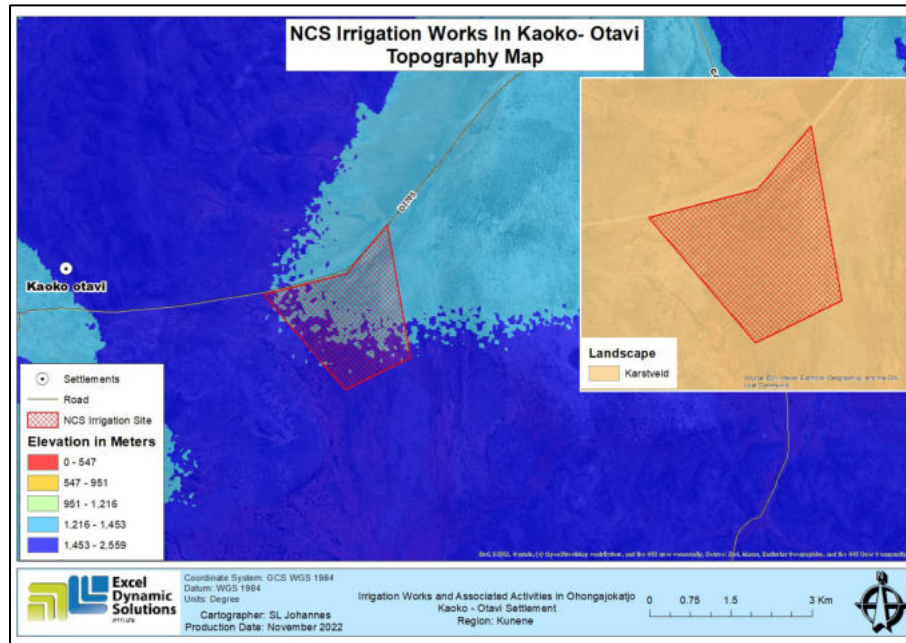 NCS Irrigation Works In Kaoko- Otavi
Topography Map
D3705
Kaoko otavi
Settlements
Road
NCS Irrigation Site
Elevation in Meters
0 - 547
547 - 951
951 - 1,216
1,216 - 1,453
1,453 - 2,559
Landscape
Karstveld
Excel
Dynamic
Solutions
(PTY) LTD
Coordinate System: GCS WGS 1984
Datum: WGS 1984
Units: Degree
Cartographer: SL Johannes
Production Date: November 2022
Irrigation Works and Associated Activities in Ohongajokatjo
Kaoko - Otavi Settlement
Region: Kunene
0 0.75 1.5 3 Km